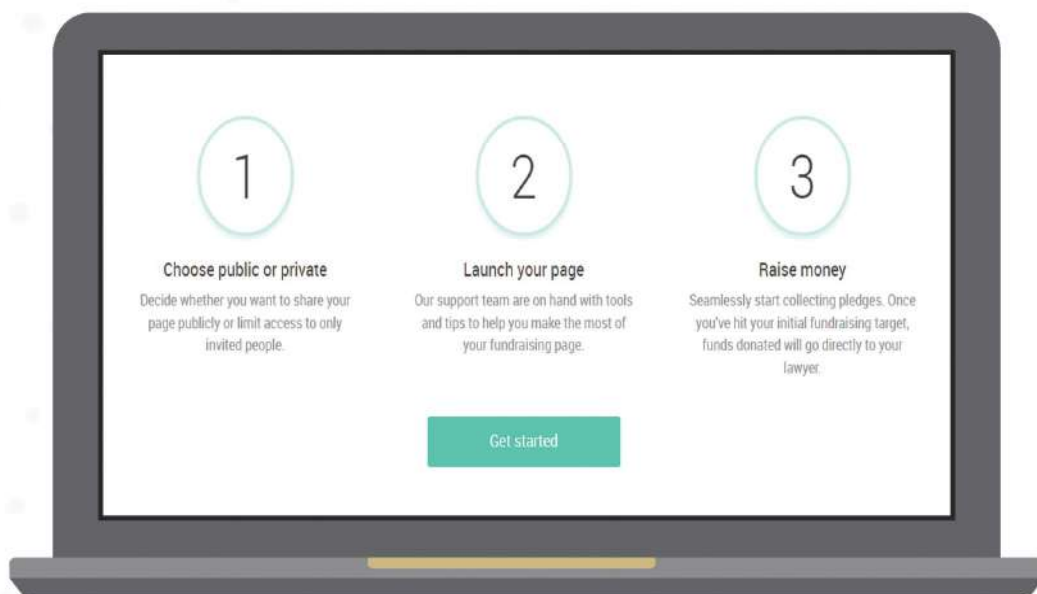 1
Choose public or private
Decide whether you want to share your
page publicly or limit access to only
invited people.
2
Launch your page
Our support team are on hand with tools
and tips to help you make the most of
your fundraising page.
3
Raise money
Seamlessly start collecting pledges. Once
you've hit your initial fundraising target,
funds donated will go directly to your
lawyer.
Get started